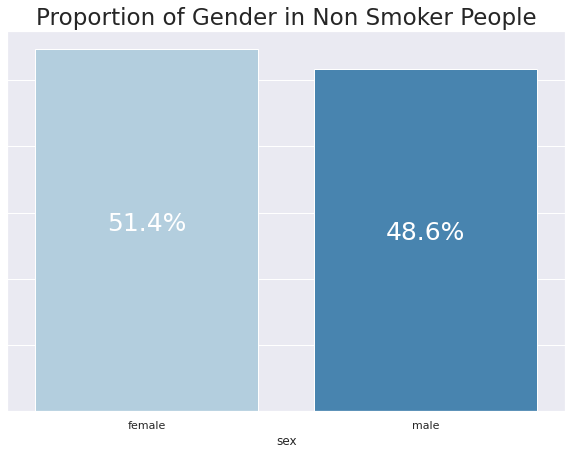 Proportion of Gender in Non Smoker People
51.4%
48.6%
female
male
sex